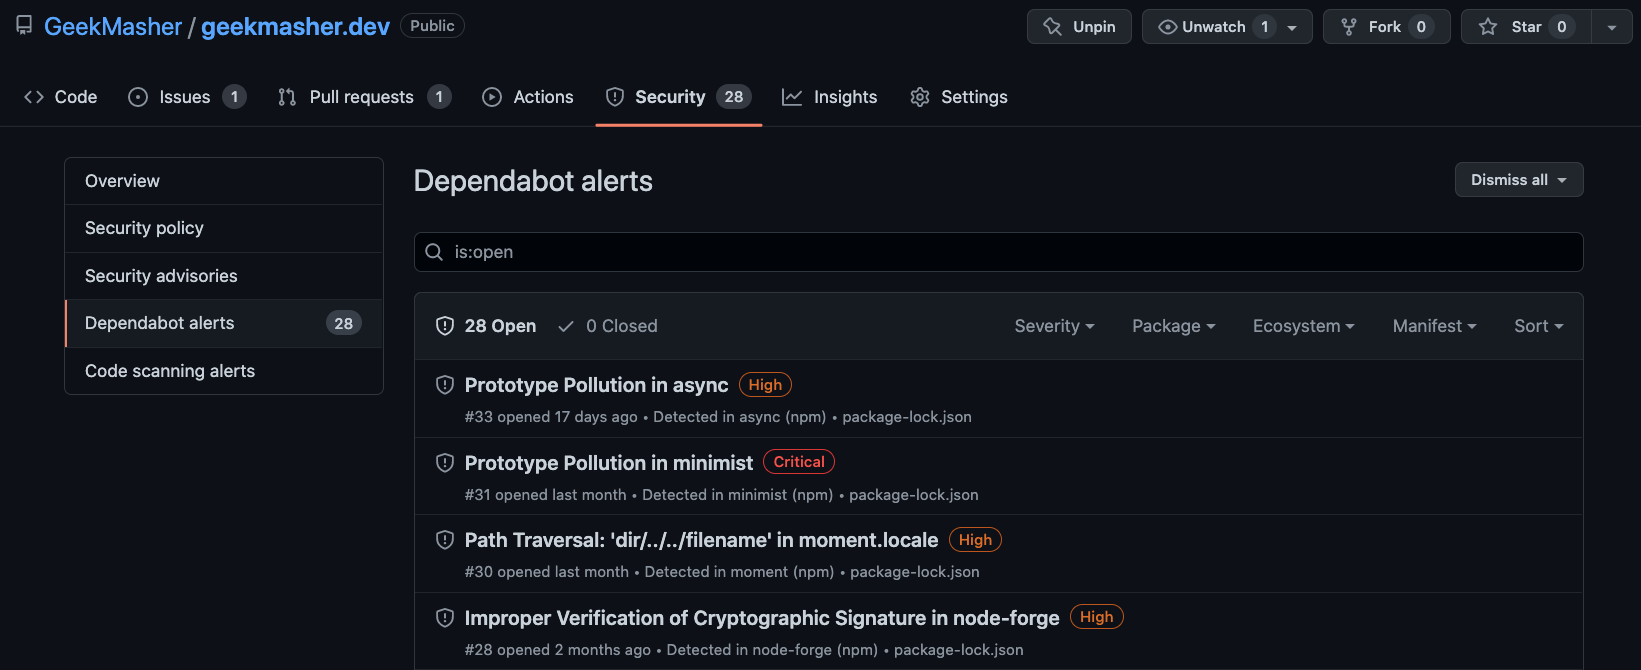 GeekMasher / geekmasher.dev Public Unpin Unwatch 1 Fork 0 Star 0
Code Issues 1 Pull requests 1 Actions Security 28 Insights Settings
Overview
Security policy
Security advisories
Dependabot alerts 28
Code scanning alerts
Dependabot alerts Dismiss all
is:open
28 Open 0 Closed Severity Package Ecosystem Manifest Sort
Prototype Pollution in async High
#33 opened 17 days ago • Detected in async (npm) • package-lock.json
Prototype Pollution in minimist Critical
#31 opened last month • Detected in minimist (npm) • package-lock.json
Path Traversal: 'dir/../../filename' in moment.locale High
#30 opened last month • Detected in moment (npm) • package-lock.json
Improper Verification of Cryptographic Signature in node-forge High
#28 opened 2 months ago • Detected in node-forge (npm) • package-lock.json